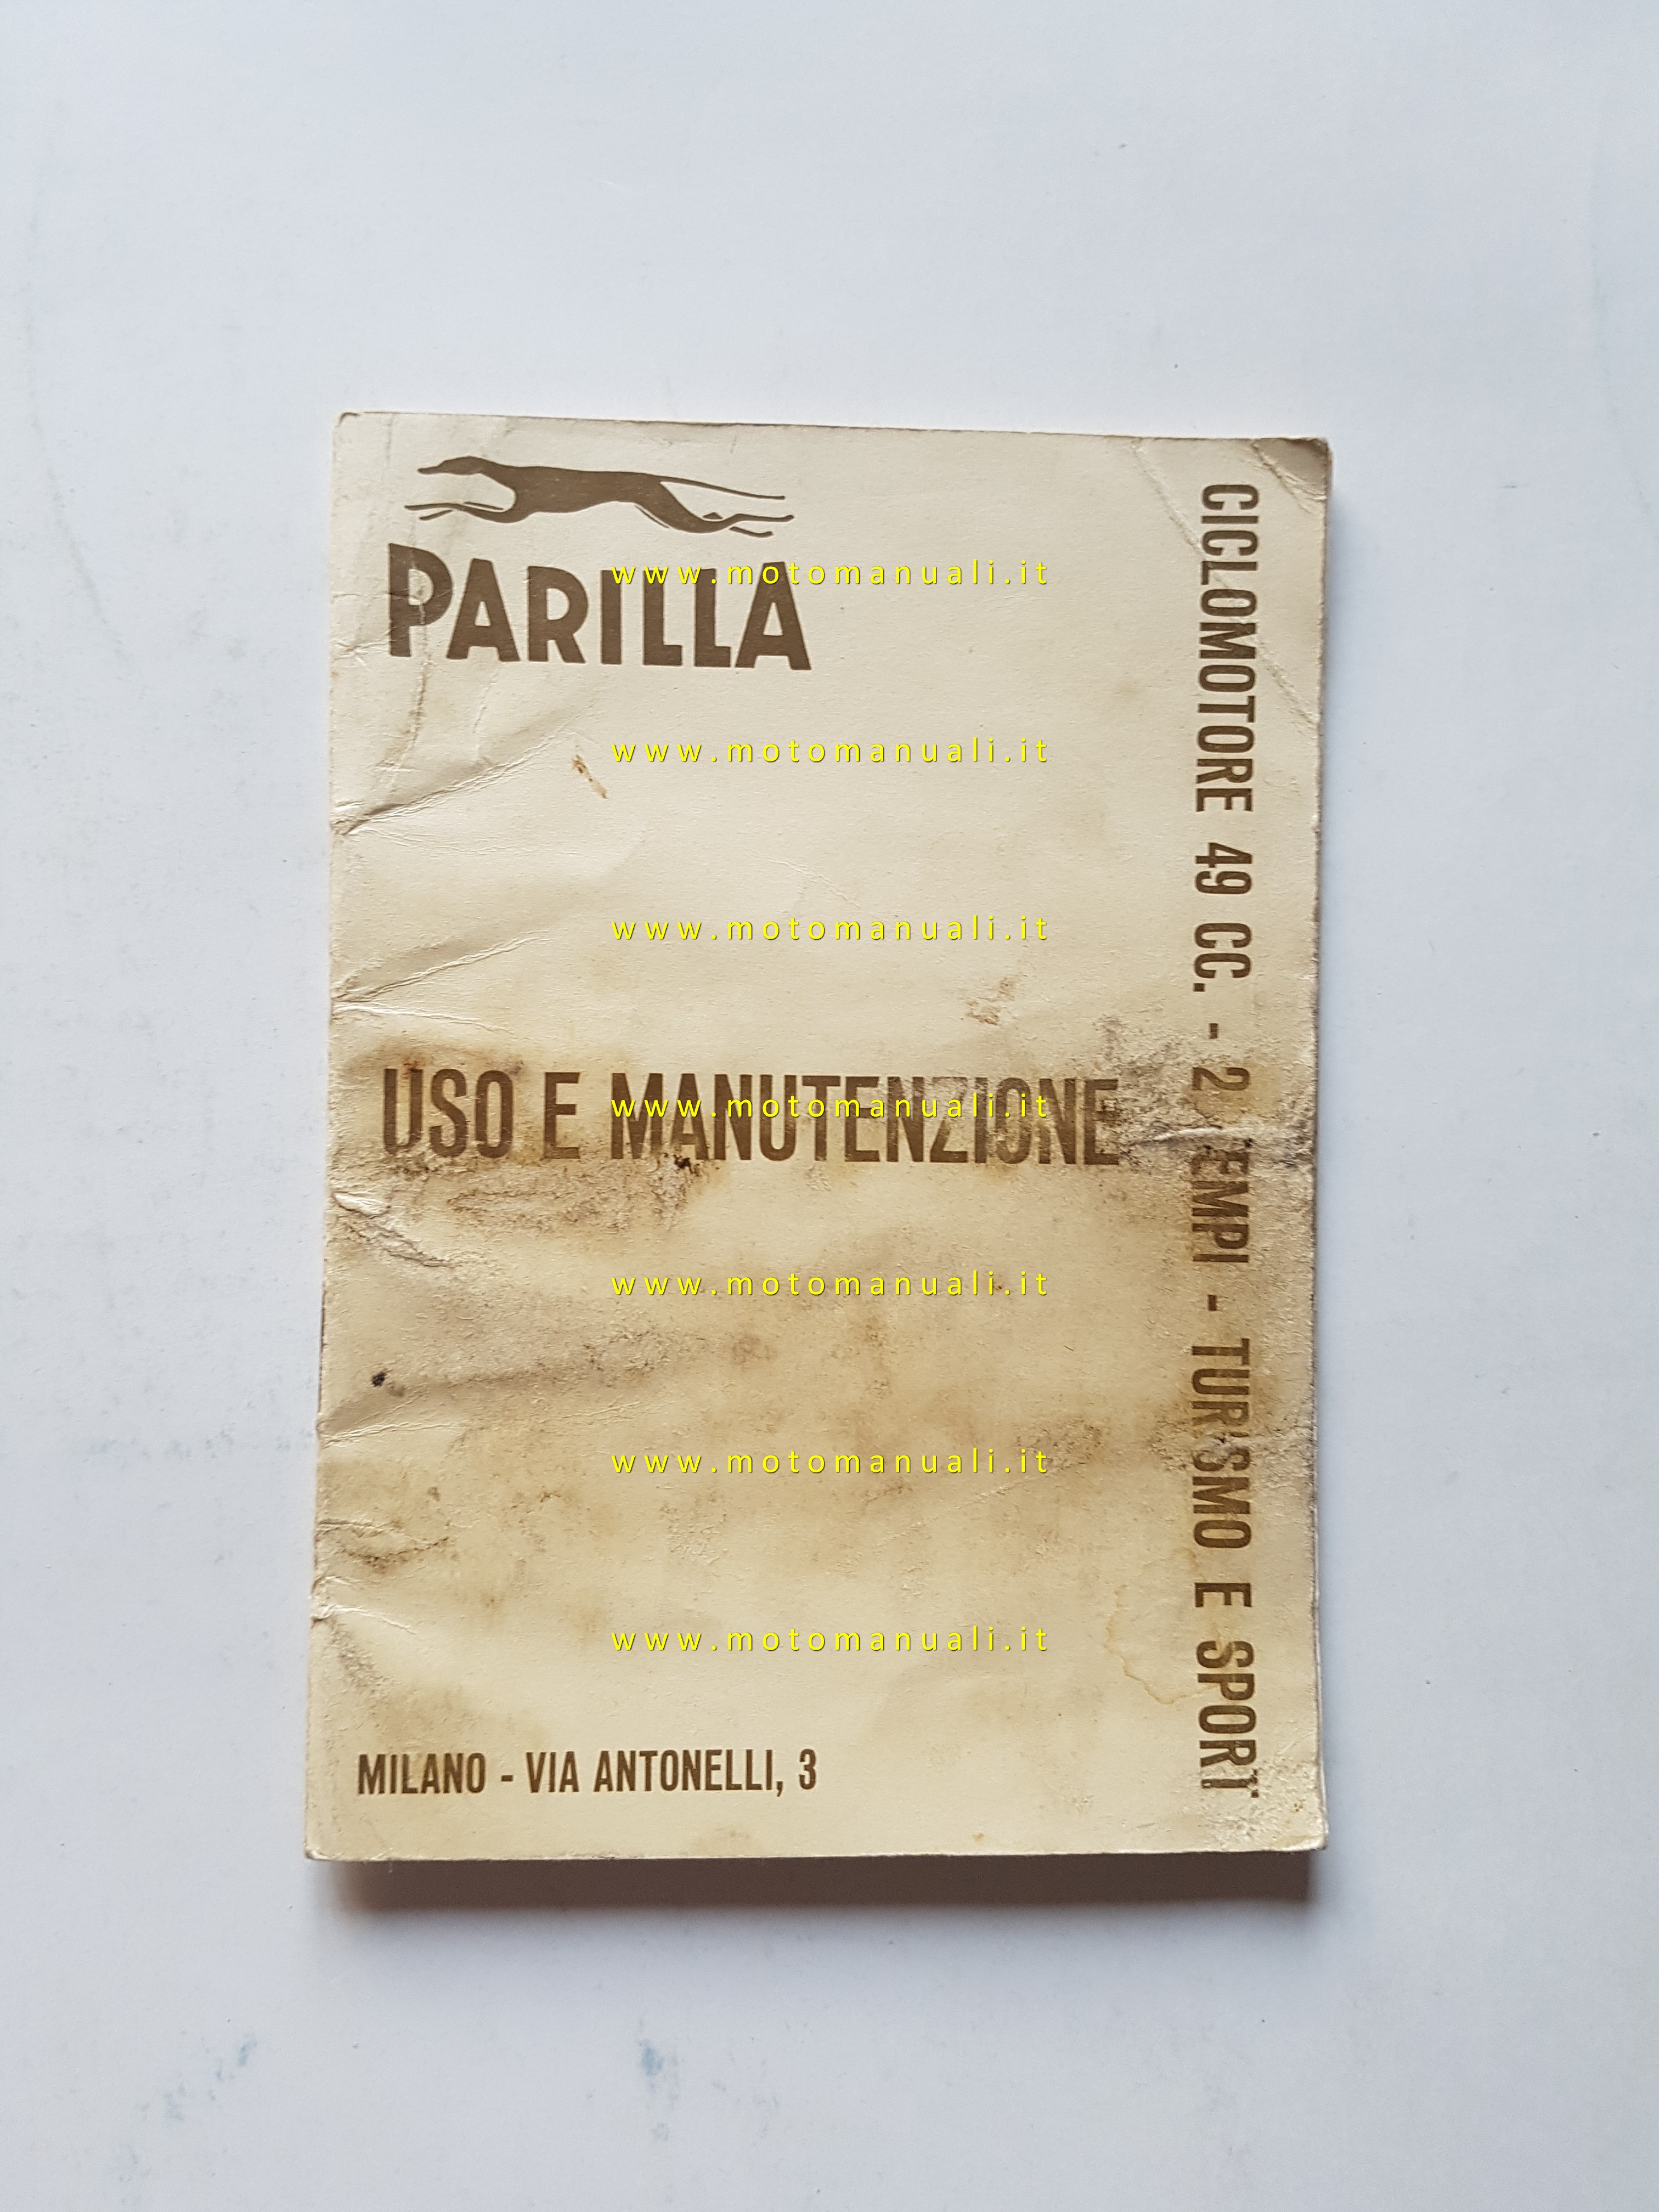 PARILLA
USO E MANUTENZIONE
MILANO - VIA ANTONELLI, 3
CICLOMOTORE 49 CC. - 2 TEMPI - TURISMO E SPORT
www.motomanuali.it
www.motomanuali.it
www.motomanuali.it
www.motomanuali.it
www.motomanuali.it
www.motomanuali.it
www.motomanuali.it